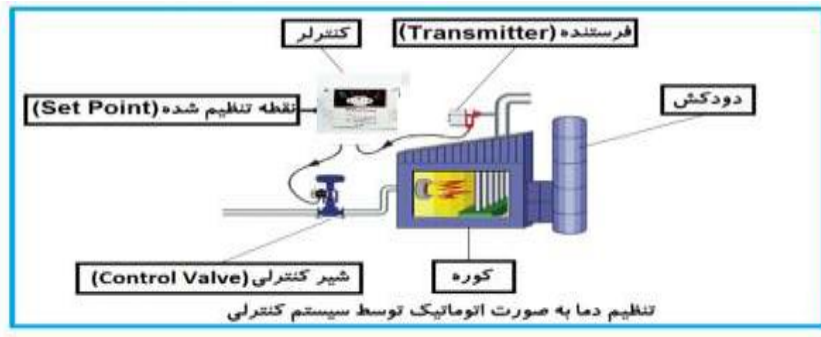 کنترلر
فرستنده (Transmitter)
نقطه تنظیم شده (Set Point)
دودکش
شیر کنترلی (Control Valve)
کوره
تنظیم دما به صورت اتوماتیک توسط سیستم کنترلی